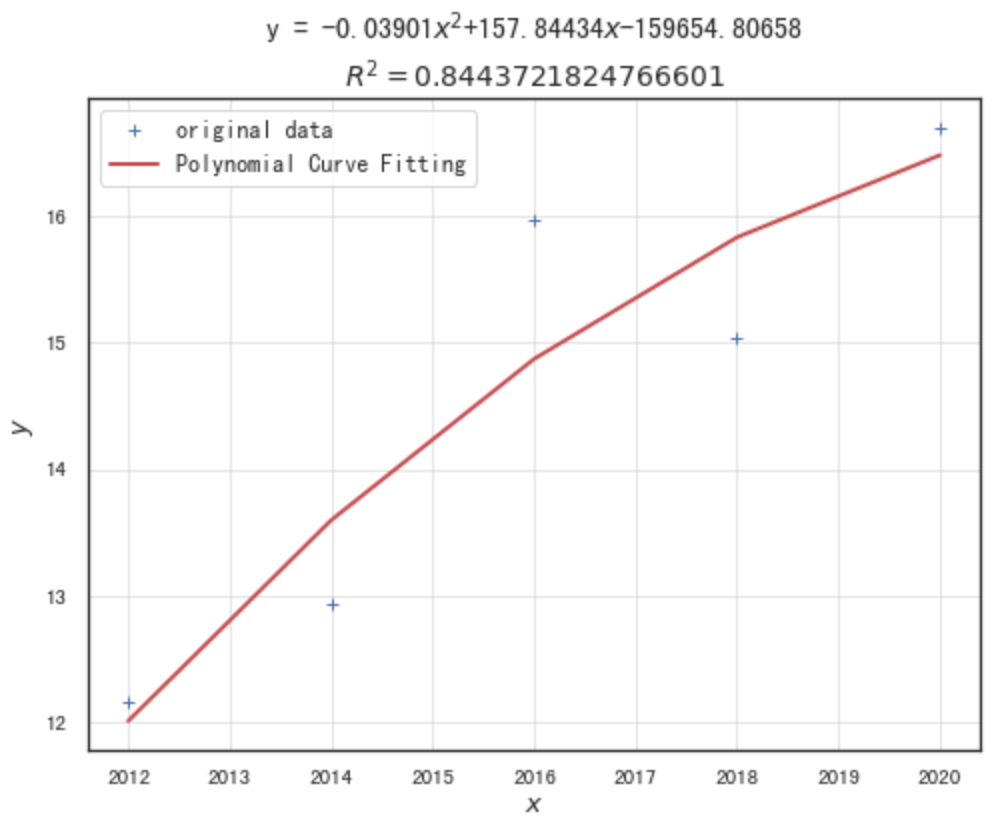 y = −0.03901x²+157.84434x−159654.80658
R² = 0.8443721824766601
original data
Polynomial Curve Fitting
16
15
14
13
12
y
2012 2013 2014 2015 2016 2017 2018 2019 2020
x